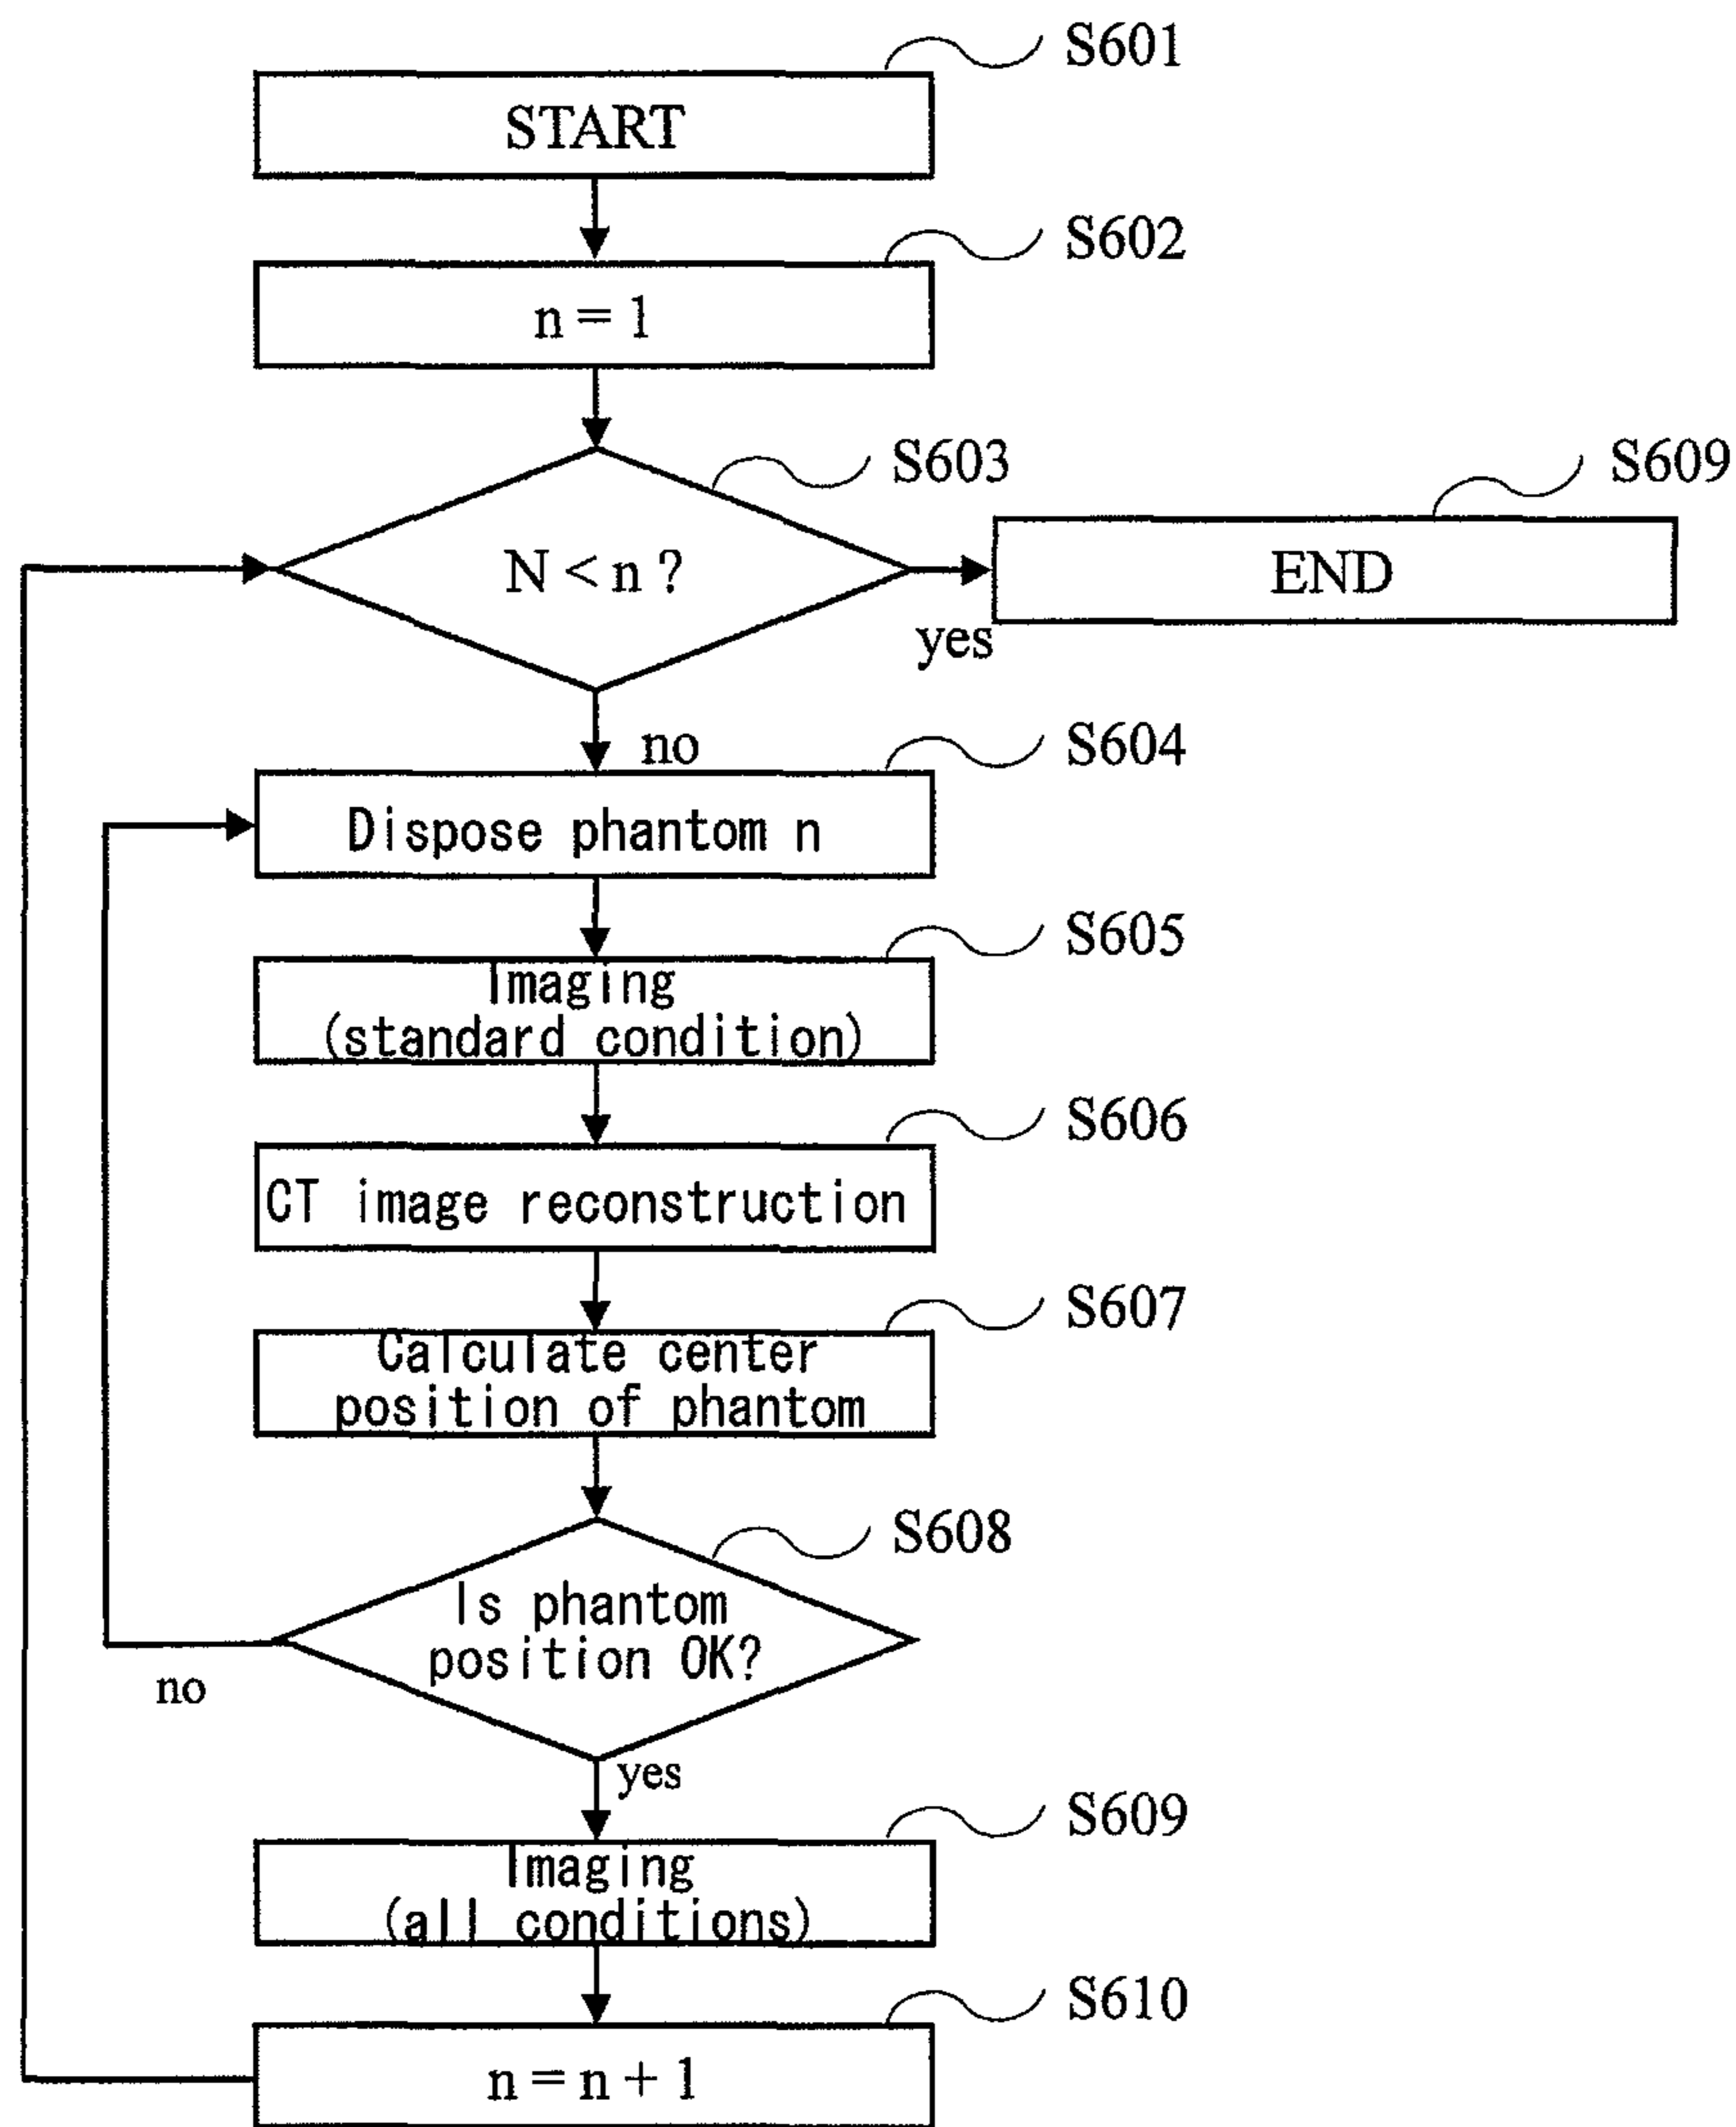 S601
START
S602
n = 1
S603
S609
N < n ?
END
yes
no
S604
Dispose phantom n
S605
Imaging
(standard condition)
S606
CT image reconstruction
S607
Calculate center
position of phantom
S608
Is phantom
position OK?
no
yes
S609
Imaging
(all conditions)
S610
n = n + 1